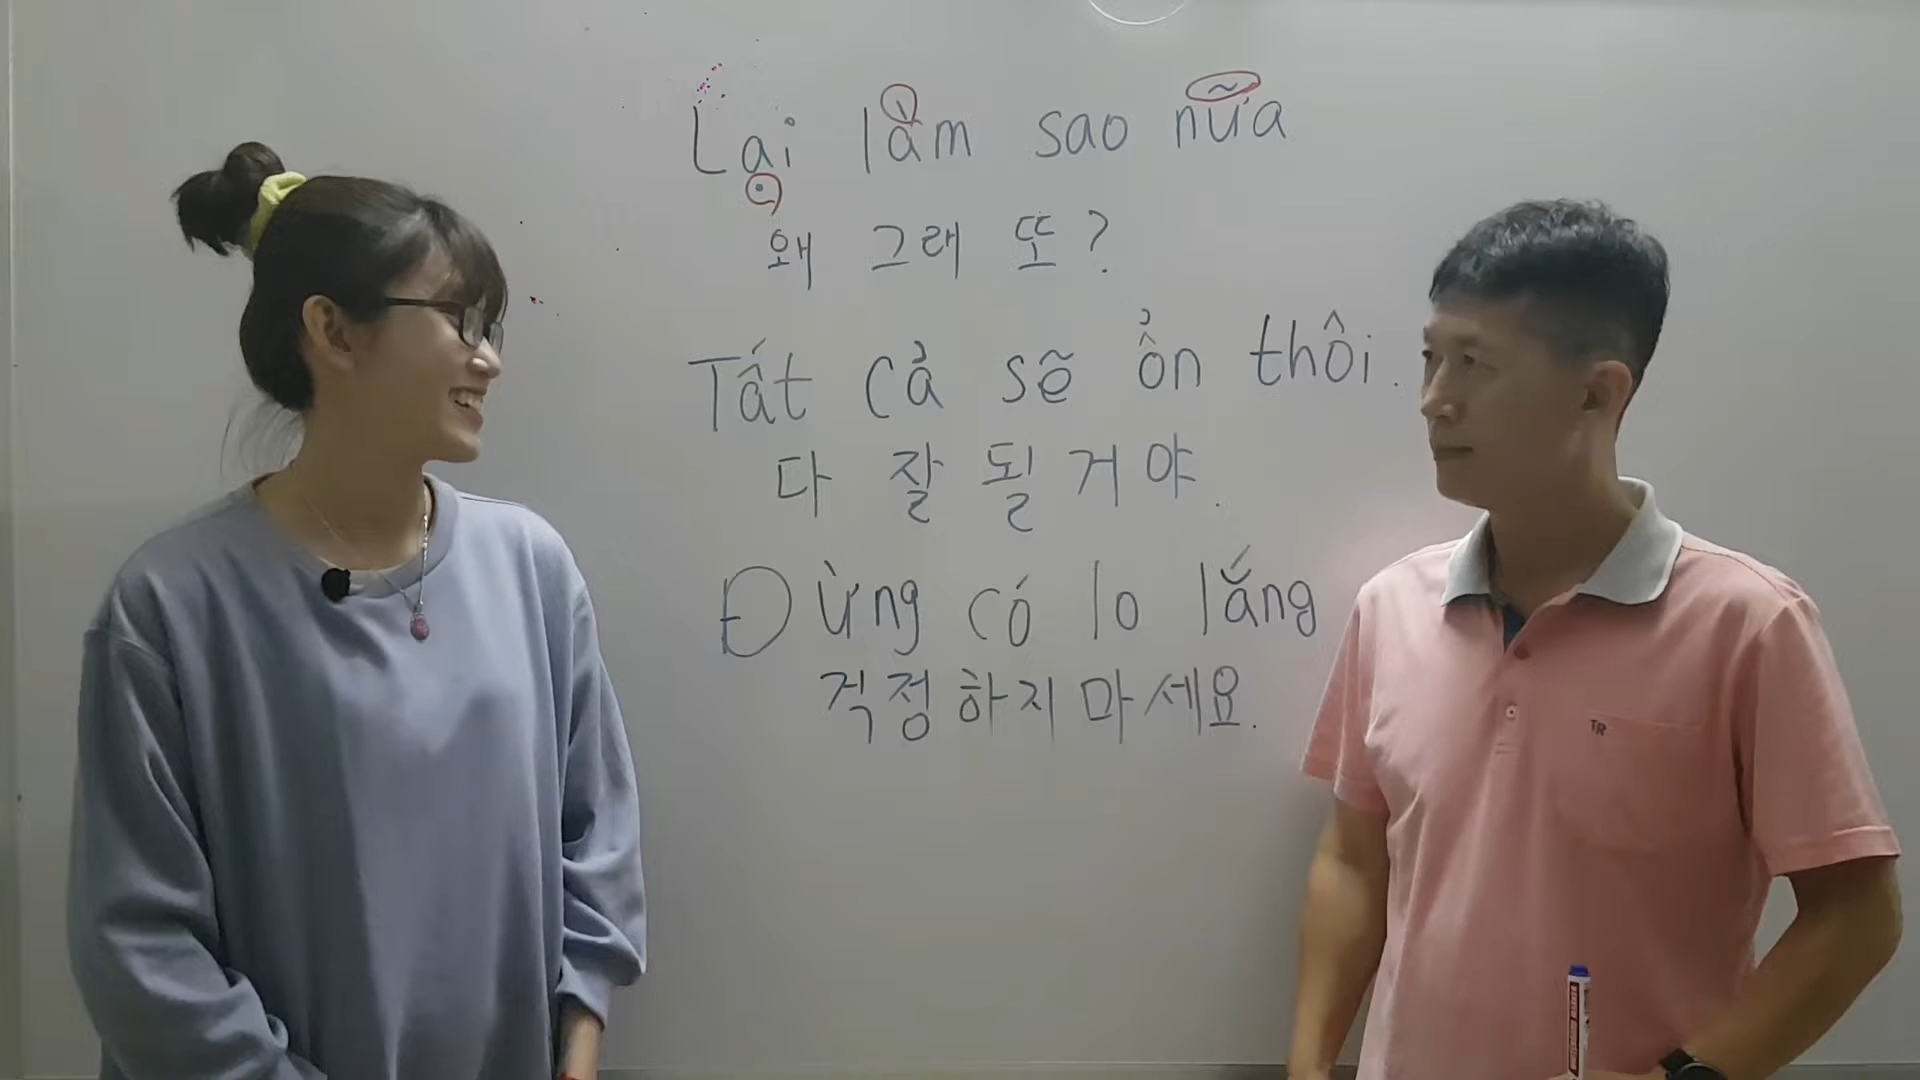 Lại làm sao nữa
왜 그래 또?
Tất cả sẽ ổn thôi.
다 잘 될 거 야.
Đừng có lo lắng
걱정하지마세요.
TR